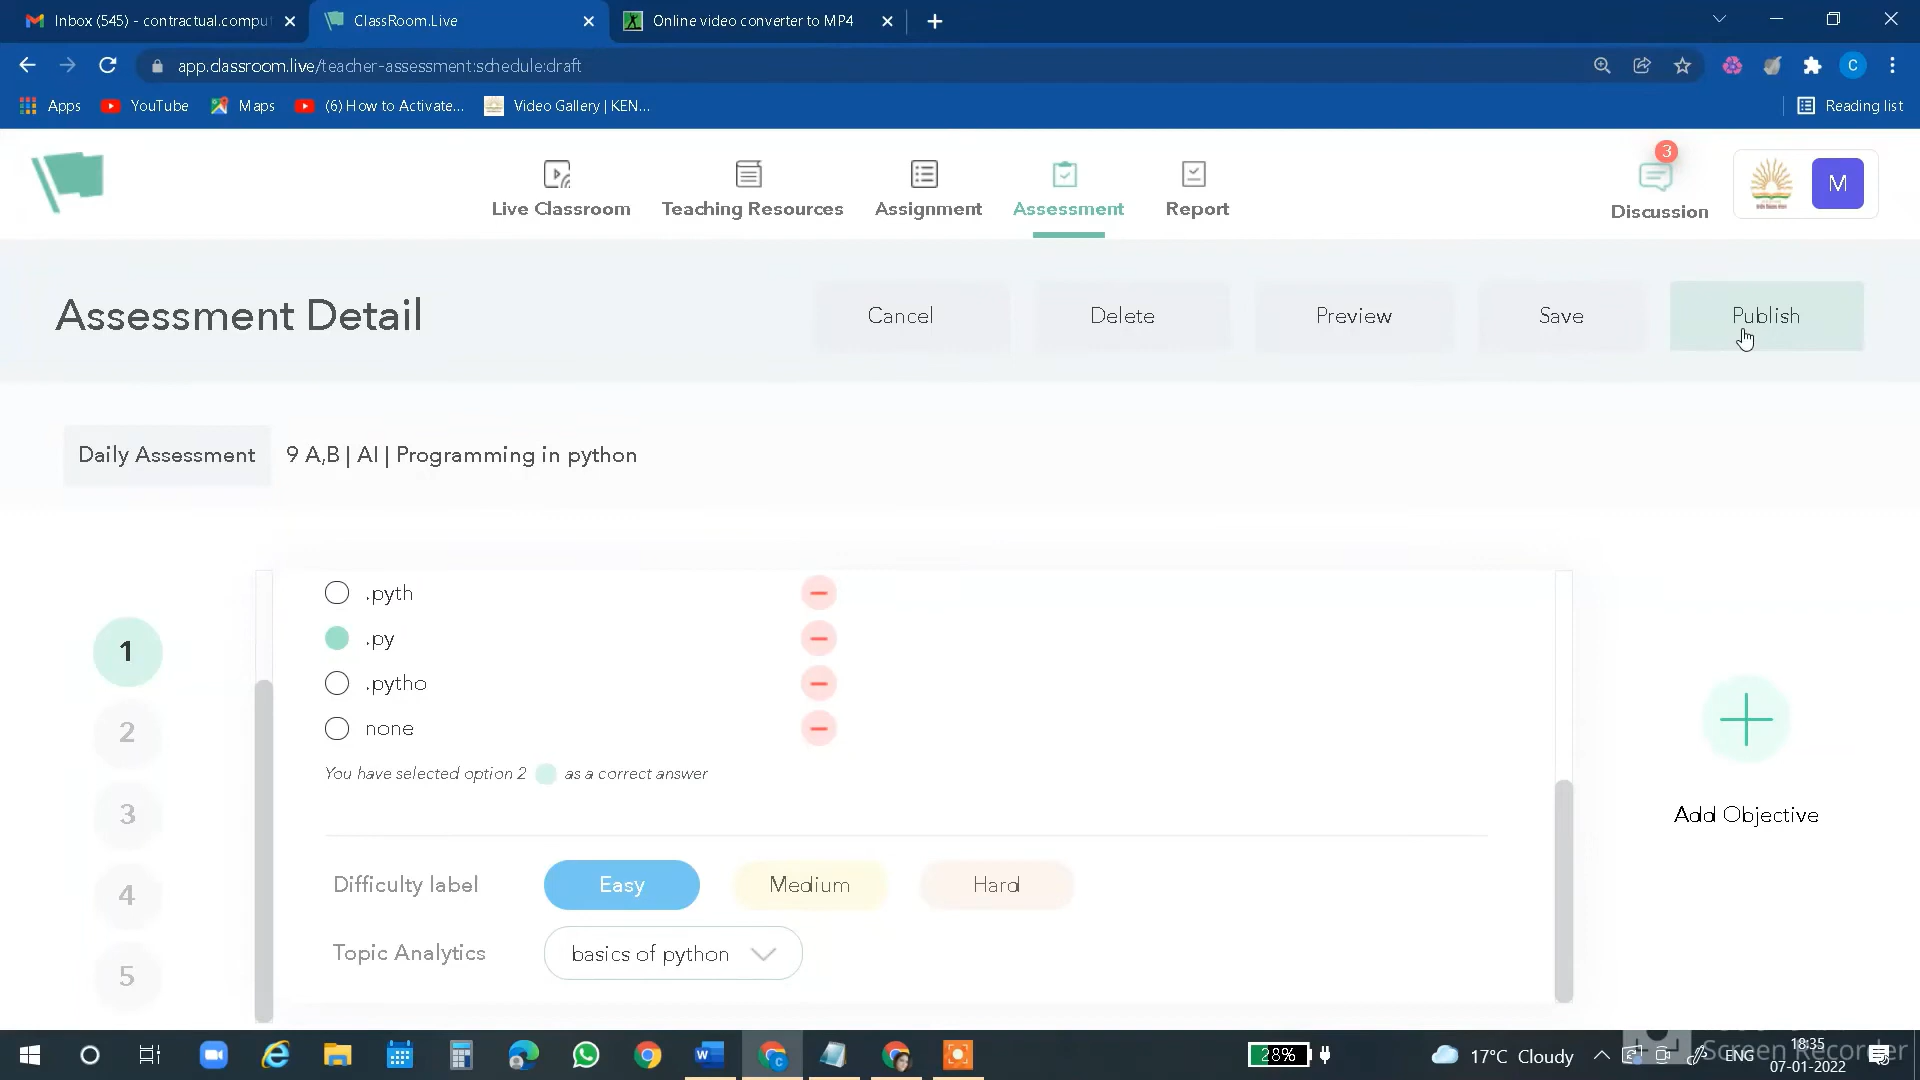 Inbox (545) - contractual.compu
ClassRoom.Live
Online video converter to MP4
app.classroom.live/teacher-assessment:schedule:draft
C
Apps
YouTube
Maps
(6) How to Activate...
Video Gallery | KEN...
Reading list
Live Classroom
Teaching Resources
Assignment
Assessment
Report
3
Discussion
M
Assessment Detail
Cancel
Delete
Preview
Save
Publish
Daily Assessment
9 A,B | AI | Programming in python
1
2
3
4
5
.pyth
.py
.pytho
none
You have selected option 2 as a correct answer
Add Objective
Difficulty label
Easy
Medium
Hard
Topic Analytics
basics of python
28%
17°C Cloudy
ENG
18:35
07-01-2022
Screen Recorder